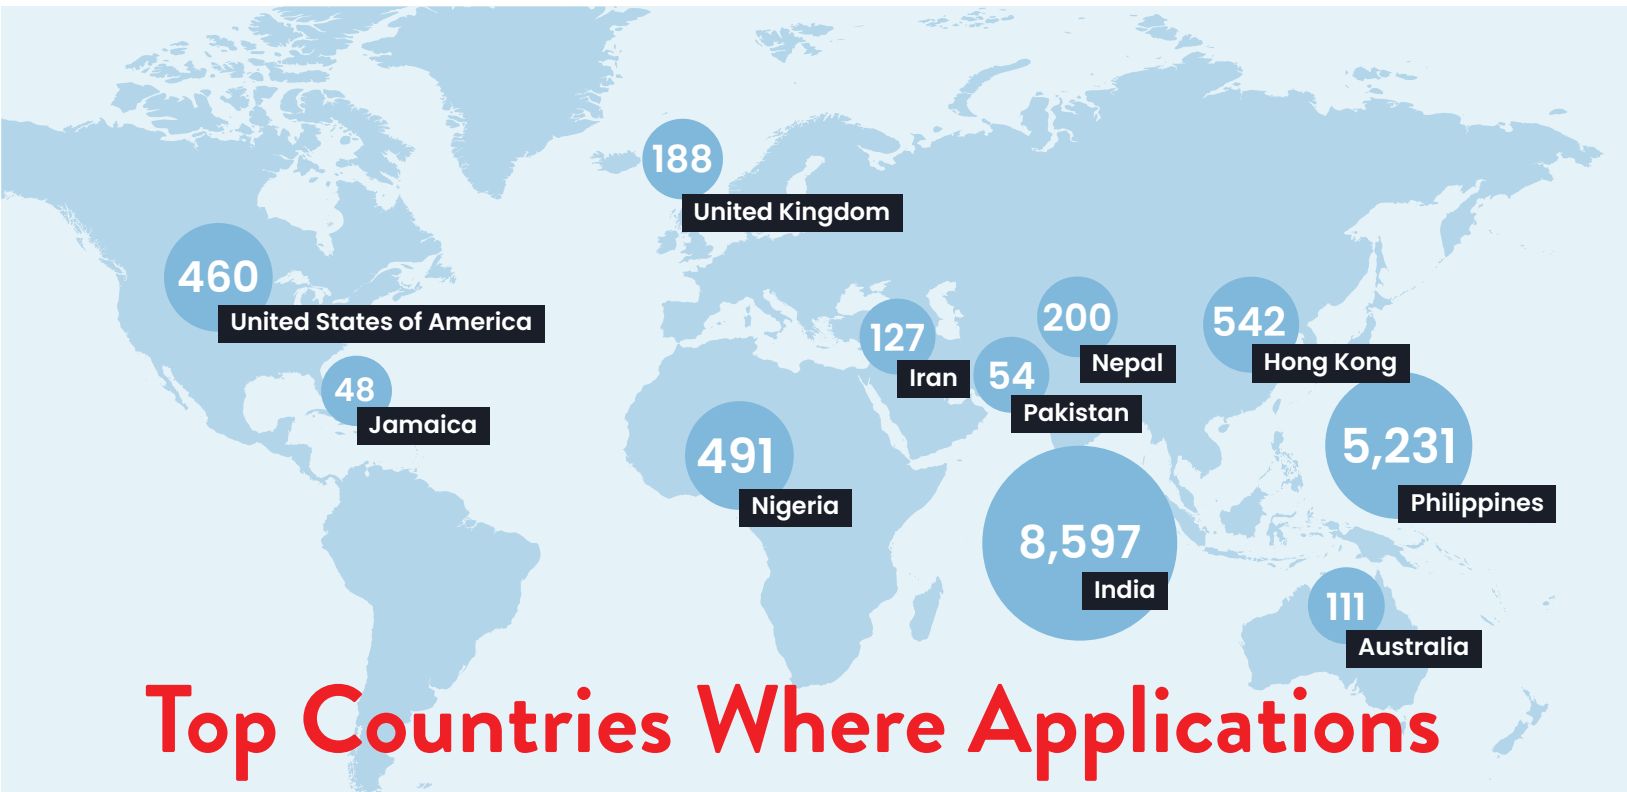 188
United Kingdom
460
United States of America
48
Jamaica
127
Iran
54
Pakistan
200
Nepal
542
Hong Kong
491
Nigeria
5,231
Philippines
8,597
India
111
Australia
Top Countries Where Applications